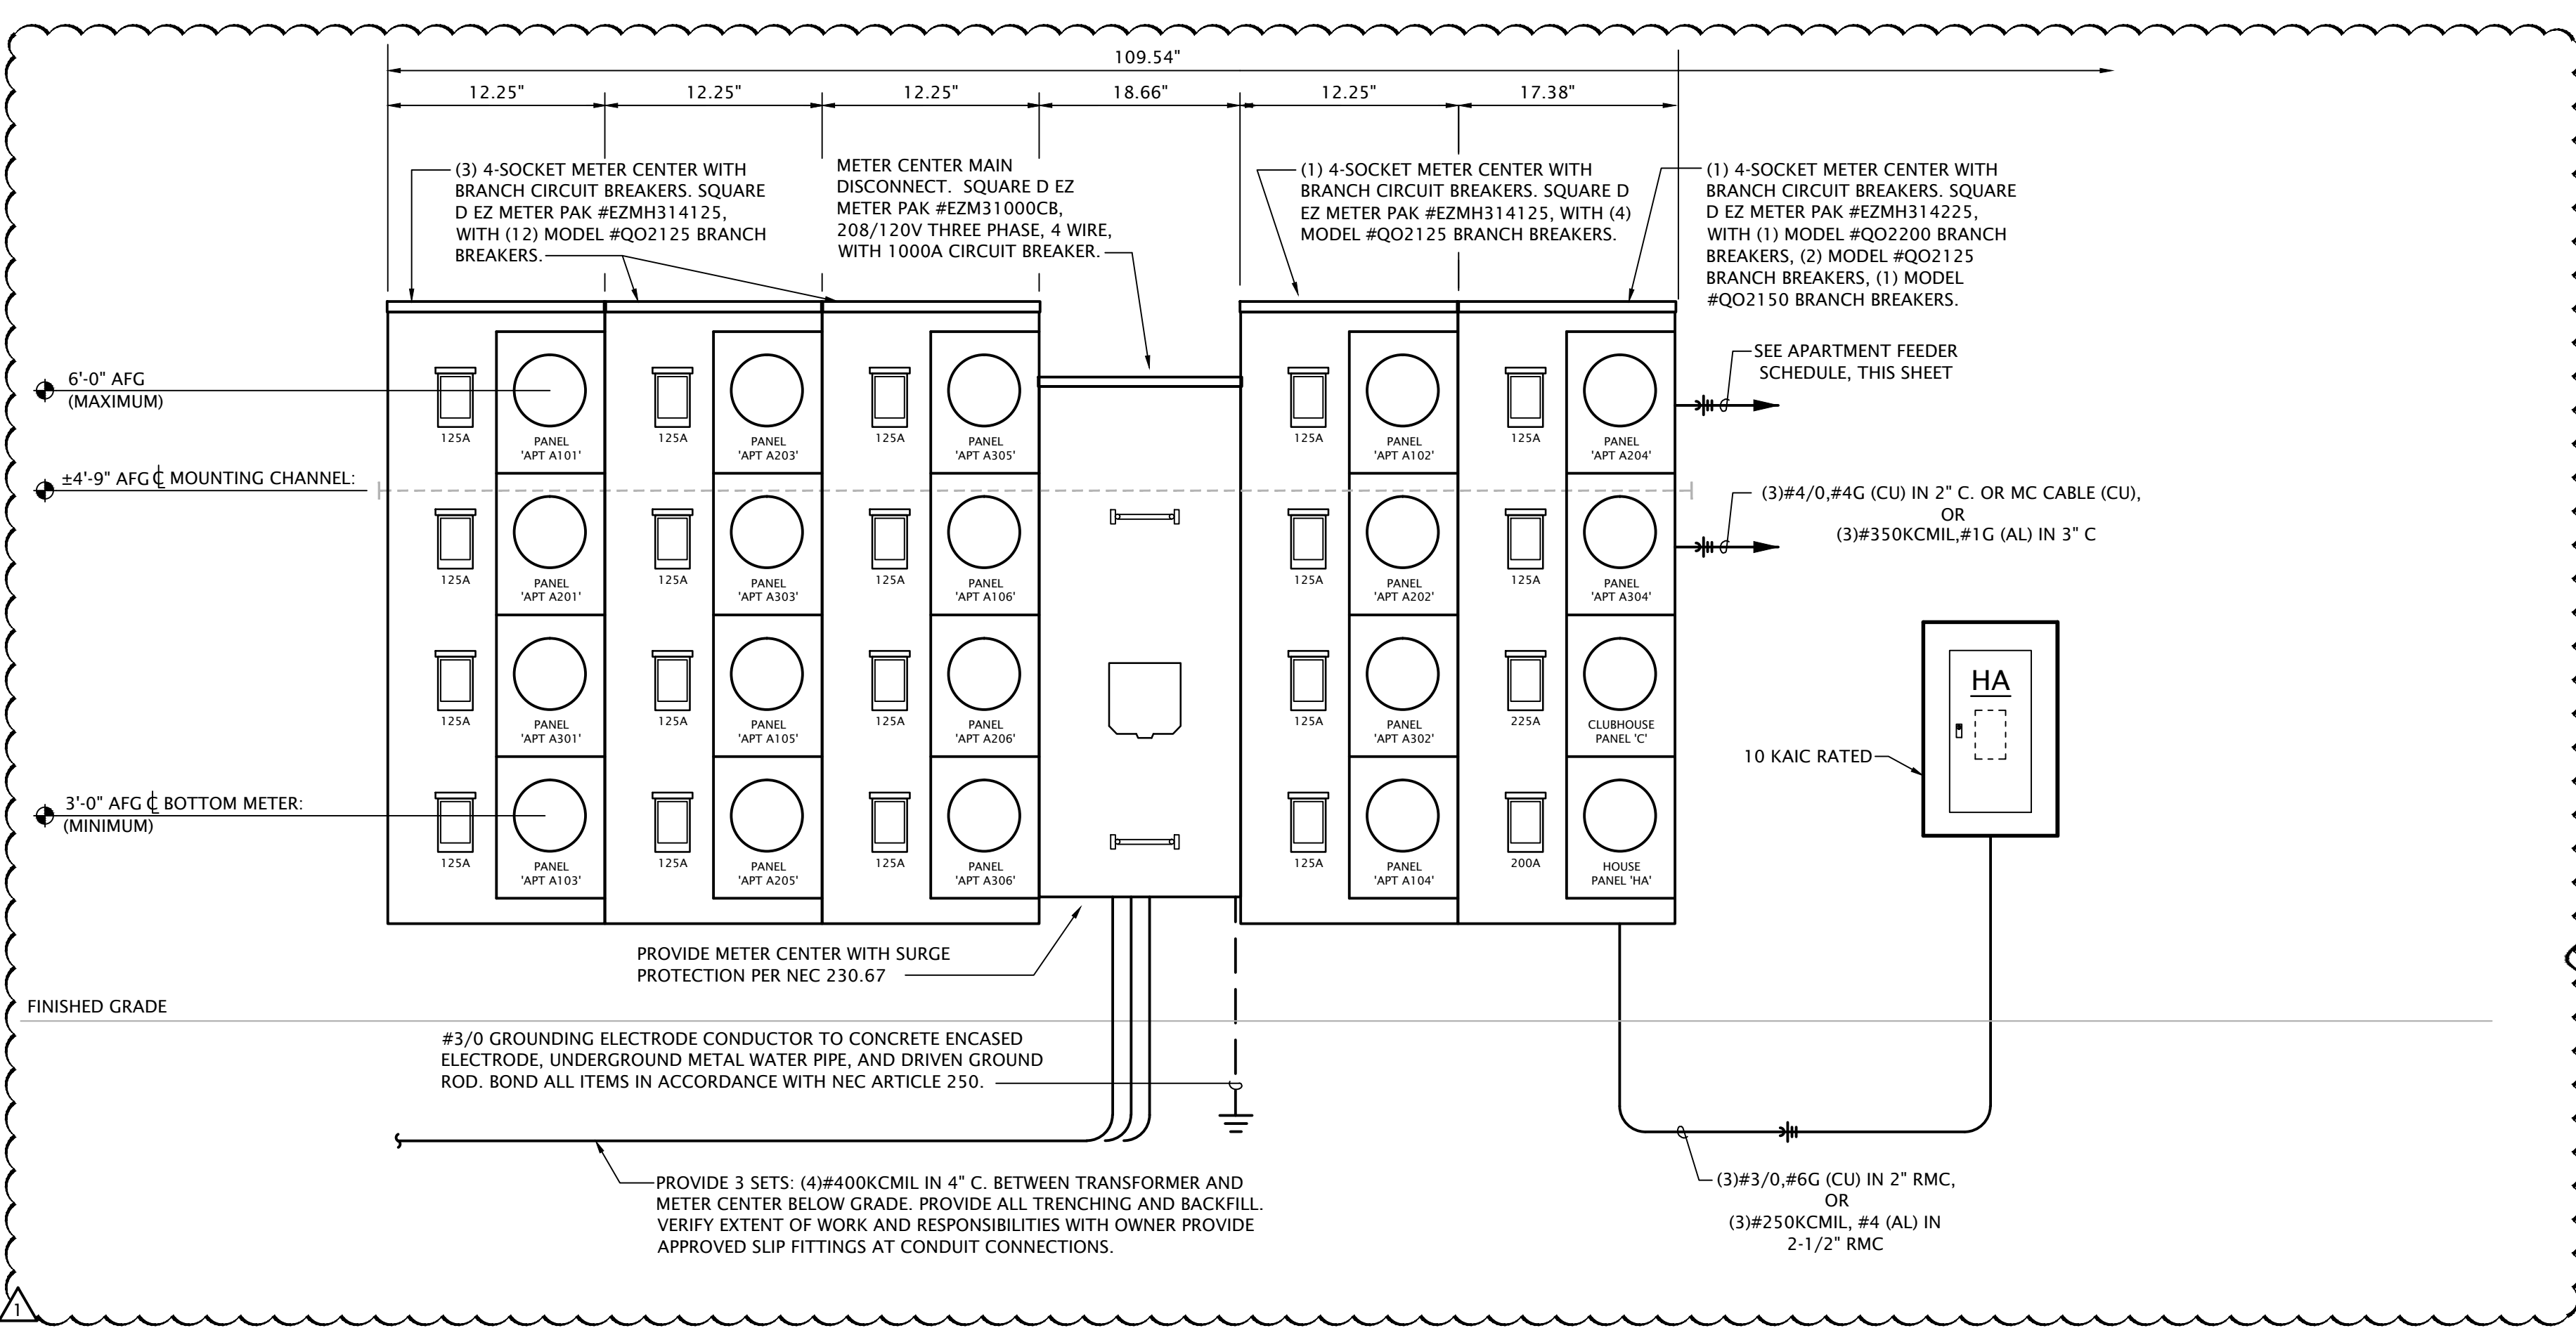 109.54"
12.25"
12.25"
12.25"
18.66"
12.25"
17.38"
(3) 4-SOCKET METER CENTER WITH
BRANCH CIRCUIT BREAKERS. SQUARE
D EZ METER PAK #EZMH314125,
WITH (12) MODEL #QO2125 BRANCH
BREAKERS.
METER CENTER MAIN
DISCONNECT.  SQUARE D EZ
METER PAK #EZM31000CB,
208/120V THREE PHASE, 4 WIRE,
WITH 1000A CIRCUIT BREAKER.
(1) 4-SOCKET METER CENTER WITH
BRANCH CIRCUIT BREAKERS. SQUARE D
EZ METER PAK #EZMH314125, WITH (4)
MODEL #QO2125 BRANCH BREAKERS.
(1) 4-SOCKET METER CENTER WITH
BRANCH CIRCUIT BREAKERS. SQUARE
D EZ METER PAK #EZMH314225,
WITH (1) MODEL #QO2200 BRANCH
BREAKERS, (2) MODEL #QO2125
BRANCH BREAKERS, (1) MODEL
#QO2150 BRANCH BREAKERS.
6'-0" AFG
(MAXIMUM)
±4'-9" AFG ℄ MOUNTING CHANNEL:
3'-0" AFG ℄ BOTTOM METER:
(MINIMUM)
125A
PANEL
'APT A101'
125A
PANEL
'APT A203'
125A
PANEL
'APT A305'
125A
PANEL
'APT A102'
125A
PANEL
'APT A204'
125A
PANEL
'APT A201'
125A
PANEL
'APT A303'
125A
PANEL
'APT A106'
125A
PANEL
'APT A202'
125A
PANEL
'APT A304'
125A
PANEL
'APT A301'
125A
PANEL
'APT A105'
125A
PANEL
'APT A206'
125A
PANEL
'APT A302'
225A
CLUBHOUSE
PANEL 'C'
125A
PANEL
'APT A103'
125A
PANEL
'APT A205'
125A
PANEL
'APT A306'
125A
PANEL
'APT A104'
200A
HOUSE
PANEL 'HA'
SEE APARTMENT FEEDER
SCHEDULE, THIS SHEET
(3)#4/0,#4G (CU) IN 2" C. OR MC CABLE (CU),
OR
(3)#350KCMIL,#1G (AL) IN 3" C
HA
10 KAIC RATED
PROVIDE METER CENTER WITH SURGE
PROTECTION PER NEC 230.67
FINISHED GRADE
#3/0 GROUNDING ELECTRODE CONDUCTOR TO CONCRETE ENCASED
ELECTRODE, UNDERGROUND METAL WATER PIPE, AND DRIVEN GROUND
ROD. BOND ALL ITEMS IN ACCORDANCE WITH NEC ARTICLE 250.
PROVIDE 3 SETS: (4)#400KCMIL IN 4" C. BETWEEN TRANSFORMER AND
METER CENTER BELOW GRADE. PROVIDE ALL TRENCHING AND BACKFILL.
VERIFY EXTENT OF WORK AND RESPONSIBILITIES WITH OWNER PROVIDE
APPROVED SLIP FITTINGS AT CONDUIT CONNECTIONS.
(3)#3/0,#6G (CU) IN 2" RMC,
OR
(3)#250KCMIL, #4 (AL) IN
2-1/2" RMC
1